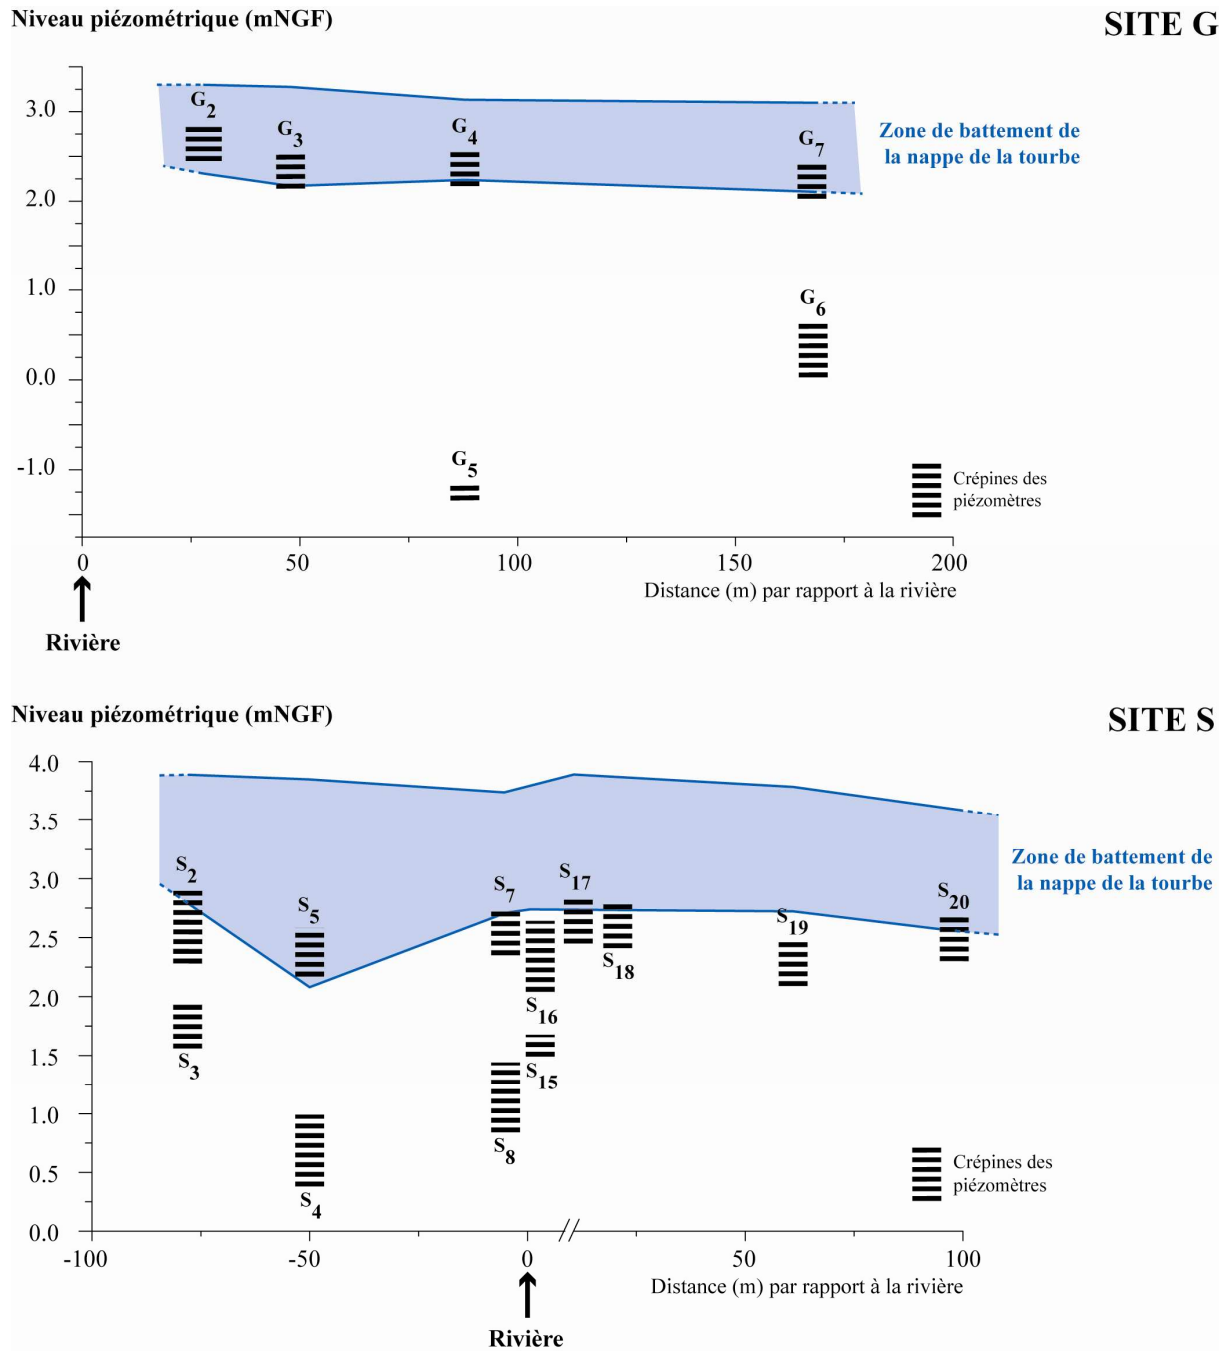 Niveau piézométrique (mNGF)
SITE G
3.0
2.0
1.0
0.0
-1.0
G2
G3
G4
G7
G6
G5
Zone de battement de
la nappe de la tourbe
Crépines des
piézomètres
0
50
100
150
200
Distance (m) par rapport à la rivière
Rivière
Niveau piézométrique (mNGF)
SITE S
4.0
3.5
3.0
2.5
2.0
1.5
1.0
0.5
0.0
S2
S5
S7
S17
S20
S19
S18
S16
S3
S15
S8
S4
Zone de battement de
la nappe de la tourbe
Crépines des
piézomètres
-100
-50
0
50
100
Distance (m) par rapport à la rivière
Rivière